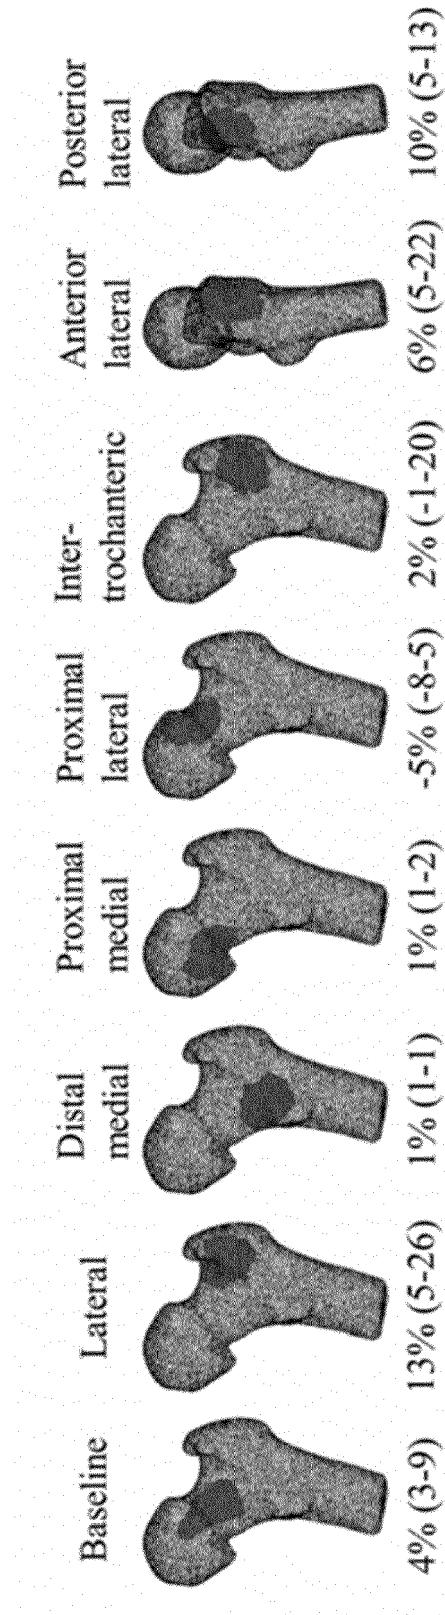 Baseline
Lateral
Distal
medial
Proximal
medial
Proximal
lateral
Inter-
trochanteric
Anterior
lateral
Posterior
lateral
4% (3-9)
13% (5-26)
1% (1-1)
1% (1-2)
-5% (-8-5)
2% (-1-20)
6% (5-22)
10% (5-13)